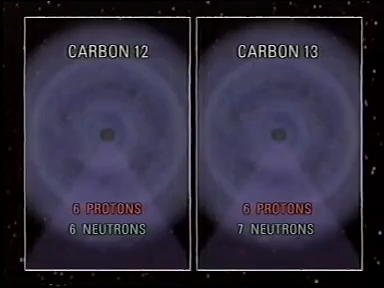 CARBON 12
6 PROTONS
6 NEUTRONS
CARBON 13
6 PROTONS
7 NEUTRONS